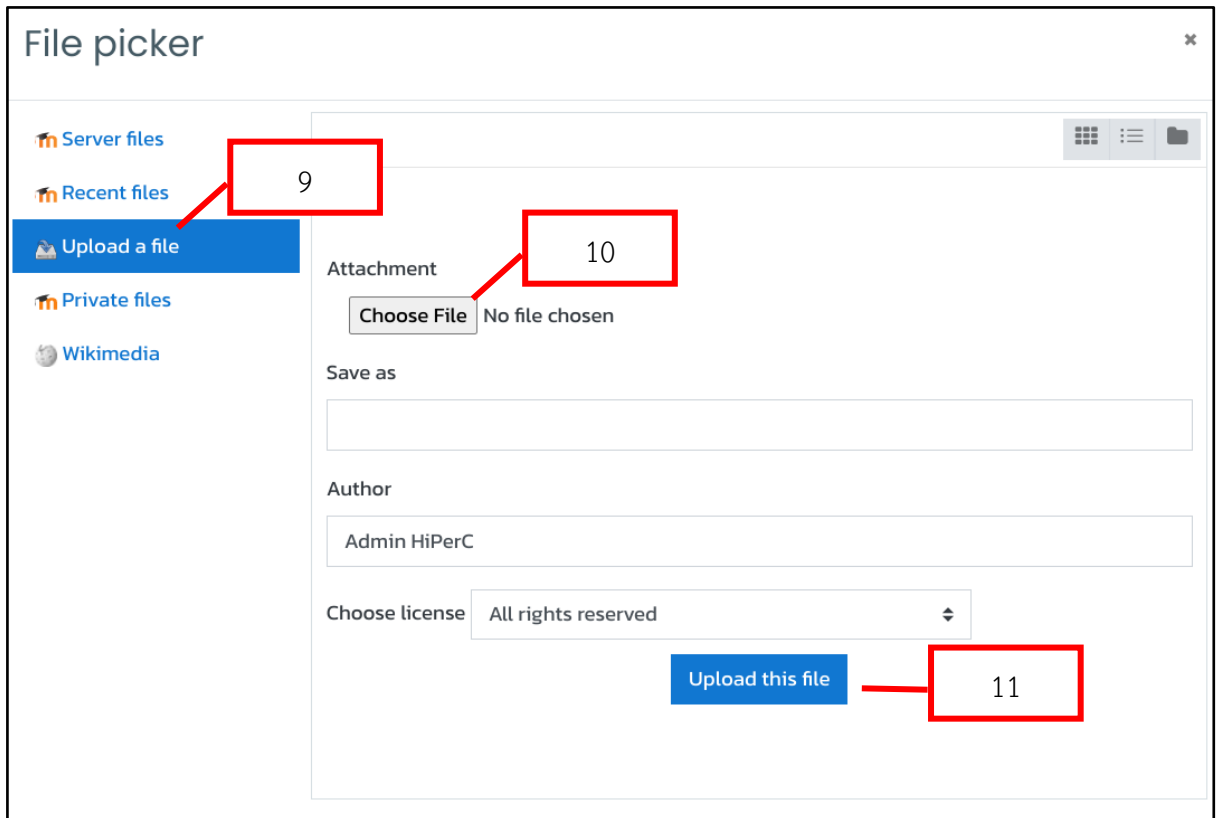 File picker
Server files
Recent files
9
Upload a file
Private files
Wikimedia
Attachment
10
Choose File No file chosen
Save as
Author
Admin HiPerC
Choose license All rights reserved
Upload this file
11